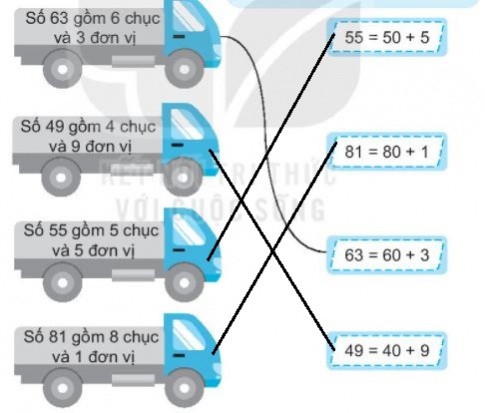 Số 63 gồm 6 chục
và 3 đơn vị
55 = 50 + 5
Số 49 gồm 4 chục
và 9 đơn vị
81 = 80 + 1
KẾT NỐI TRI THỨC
VỚI CUỘC SỐNG
Số 55 gồm 5 chục
và 5 đơn vị
63 = 60 + 3
Số 81 gồm 8 chục
và 1 đơn vị
49 = 40 + 9